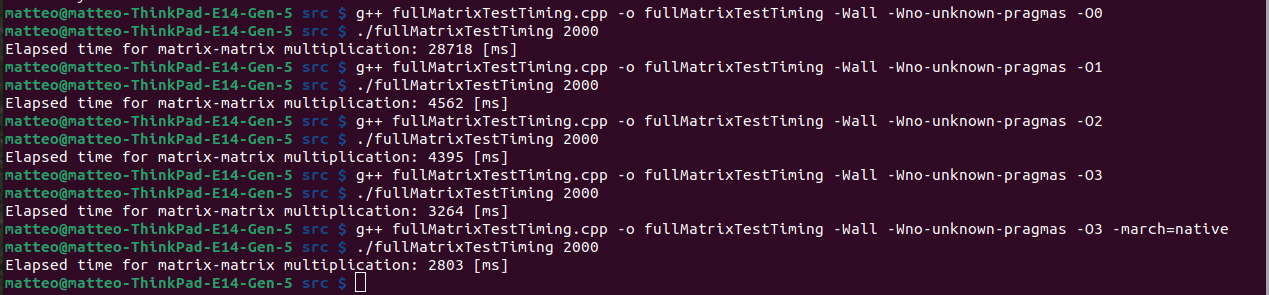 matteo@matteo-ThinkPad-E14-Gen-5 src $ g++ fullMatrixTestTiming.cpp -o fullMatrixTestTiming -Wall -Wno-unknown-pragmas -O0
matteo@matteo-ThinkPad-E14-Gen-5 src $ ./fullMatrixTestTiming 2000
Elapsed time for matrix-matrix multiplication: 28718 [ms]
matteo@matteo-ThinkPad-E14-Gen-5 src $ g++ fullMatrixTestTiming.cpp -o fullMatrixTestTiming -Wall -Wno-unknown-pragmas -O1
matteo@matteo-ThinkPad-E14-Gen-5 src $ ./fullMatrixTestTiming 2000
Elapsed time for matrix-matrix multiplication: 4562 [ms]
matteo@matteo-ThinkPad-E14-Gen-5 src $ g++ fullMatrixTestTiming.cpp -o fullMatrixTestTiming -Wall -Wno-unknown-pragmas -O2
matteo@matteo-ThinkPad-E14-Gen-5 src $ ./fullMatrixTestTiming 2000
Elapsed time for matrix-matrix multiplication: 4395 [ms]
matteo@matteo-ThinkPad-E14-Gen-5 src $ g++ fullMatrixTestTiming.cpp -o fullMatrixTestTiming -Wall -Wno-unknown-pragmas -O3
matteo@matteo-ThinkPad-E14-Gen-5 src $ ./fullMatrixTestTiming 2000
Elapsed time for matrix-matrix multiplication: 3264 [ms]
matteo@matteo-ThinkPad-E14-Gen-5 src $ g++ fullMatrixTestTiming.cpp -o fullMatrixTestTiming -Wall -Wno-unknown-pragmas -O3 -march=native
matteo@matteo-ThinkPad-E14-Gen-5 src $ ./fullMatrixTestTiming 2000
Elapsed time for matrix-matrix multiplication: 2803 [ms]
matteo@matteo-ThinkPad-E14-Gen-5 src $